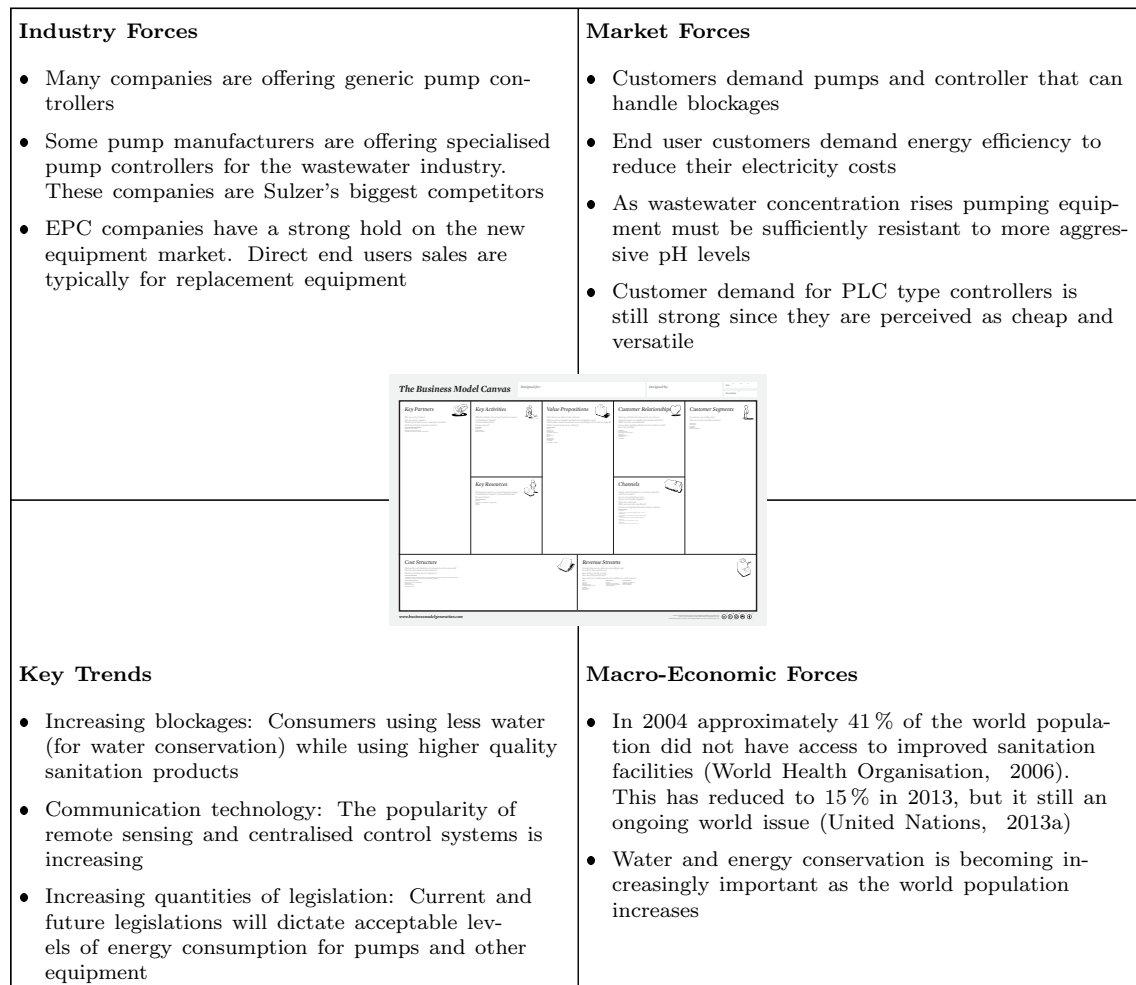 Industry Forces
• Many companies are offering generic pump con-
trollers
• Some pump manufacturers are offering specialised
pump controllers for the wastewater industry.
These companies are Sulzer's biggest competitors
• EPC companies have a strong hold on the new
equipment market. Direct end users sales are
typically for replacement equipment
Market Forces
• Customers demand pumps and controller that can
handle blockages
• End user customers demand energy efficiency to
reduce their electricity costs
• As wastewater concentration rises pumping equip-
ment must be sufficiently resistant to more aggres-
sive pH levels
• Customer demand for PLC type controllers is
still strong since they are perceived as cheap and
versatile
The Business Model Canvas
Designed for:
Designed by:
Key Partners
Key Activities
Value Propositions
Customer Relationships
Customer Segments
Key Resources
Channels
Cost Structure
Revenue Streams
www.businessmodelgeneration.com
Key Trends
• Increasing blockages: Consumers using less water
(for water conservation) while using higher quality
sanitation products
• Communication technology: The popularity of
remote sensing and centralised control systems is
increasing
• Increasing quantities of legislation: Current and
future legislations will dictate acceptable lev-
els of energy consumption for pumps and other
equipment
Macro-Economic Forces
• In 2004 approximately 41 % of the world popula-
tion did not have access to improved sanitation
facilities (World Health Organisation, 2006).
This has reduced to 15 % in 2013, but it still an
ongoing world issue (United Nations, 2013a)
• Water and energy conservation is becoming in-
creasingly important as the world population
increases